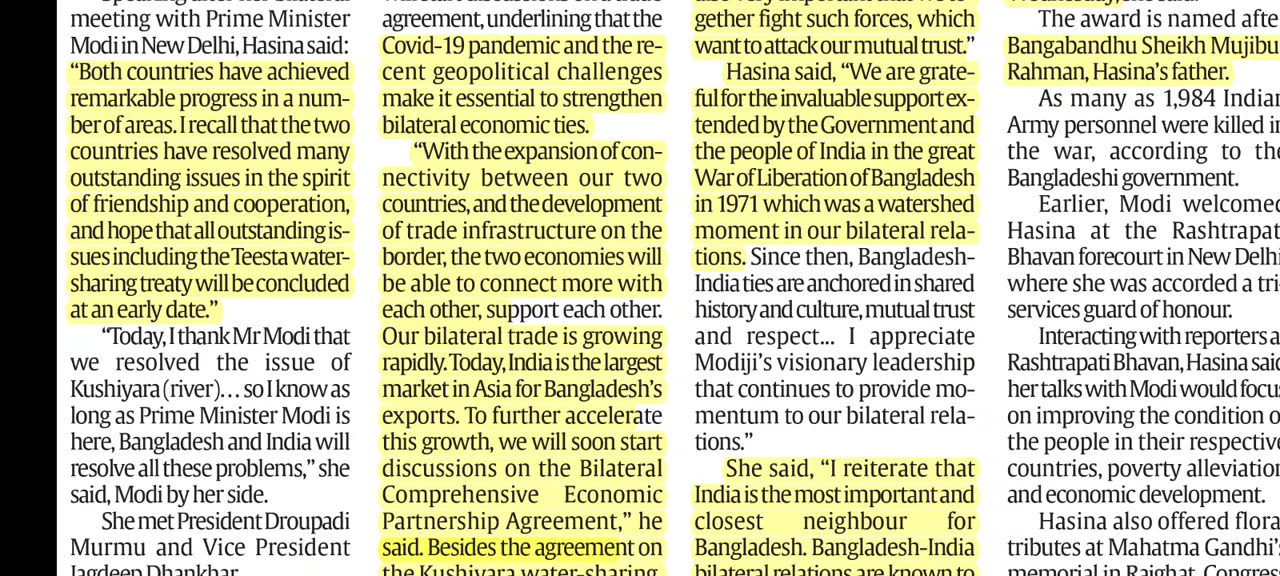 meeting with Prime Minister
Modi in New Delhi, Hasina said:
“Both countries have achieved
remarkable progress in a num-
ber of areas. I recall that the two
countries have resolved many
outstanding issues in the spirit
of friendship and cooperation,
and hope that all outstanding is-
sues including the Teesta water-
sharing treaty will be concluded
at an early date.”
“Today, I thank Mr Modi that
we resolved the issue of
Kushiyara (river)... so I know as
long as Prime Minister Modi is
here, Bangladesh and India will
resolve all these problems,” she
said, Modi by her side.
She met President Droupadi
Murmu and Vice President
Jagdeep Dhankhar.
agreement, underlining that the
Covid-19 pandemic and the re-
cent geopolitical challenges
make it essential to strengthen
bilateral economic ties.
“With the expansion of con-
nectivity between our two
countries, and the development
of trade infrastructure on the
border, the two economies will
be able to connect more with
each other, support each other.
Our bilateral trade is growing
rapidly. Today, India is the largest
market in Asia for Bangladesh’s
exports. To further accelerate
this growth, we will soon start
discussions on the Bilateral
Comprehensive Economic
Partnership Agreement,” he
said. Besides the agreement on
the Kushiyara water-sharing,
gether fight such forces, which
want to attack our mutual trust.”
Hasina said, “We are grate-
ful for the invaluable support ex-
tended by the Government and
the people of India in the great
War of Liberation of Bangladesh
in 1971 which was a watershed
moment in our bilateral rela-
tions. Since then, Bangladesh-
India ties are anchored in shared
history and culture, mutual trust
and respect... I appreciate
Modiji’s visionary leadership
that continues to provide mo-
mentum to our bilateral rela-
tions.”
She said, “I reiterate that
India is the most important and
closest neighbour for
Bangladesh. Bangladesh-India
bilateral relations are known to
The award is named afte
Bangabandhu Sheikh Mujibu
Rahman, Hasina’s father.
As many as 1,984 Indian
Army personnel were killed in
the war, according to the
Bangladeshi government.
Earlier, Modi welcomed
Hasina at the Rashtrapat
Bhavan forecourt in New Delhi
where she was accorded a tri-
services guard of honour.
Interacting with reporters a
Rashtrapati Bhavan, Hasina said
her talks with Modi would focu
on improving the condition o
the people in their respective
countries, poverty alleviation
and economic development.
Hasina also offered flora
tributes at Mahatma Gandhi’s
memorial in Rajghat. Congress